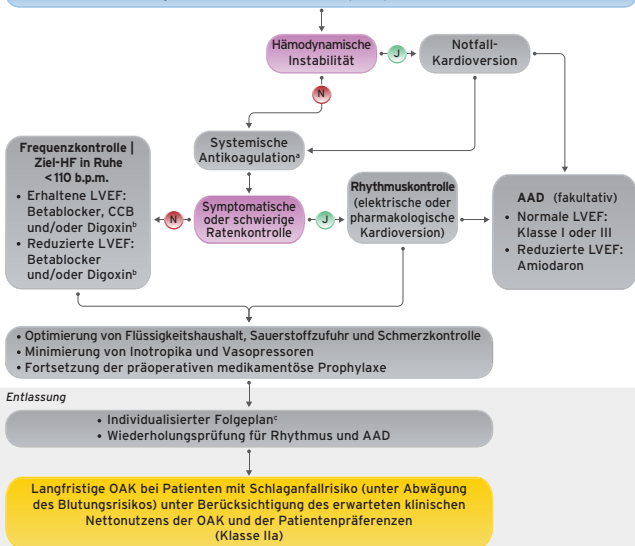 Hämodynamische
Instabilität
J
Notfall-
Kardioversion
N
Systemische
Antikoagulationᵃ
Frequenzkontrolle |
Ziel-HF in Ruhe
<110 b.p.m.
• Erhaltene LVEF:
Betablocker, CCB
und/oder Digoxinᵇ
• Reduzierte LVEF:
Betablocker
und/oder Digoxinᵇ
N
Symptomatische
oder schwierige
Ratenkontrolle
J
Rhythmuskontrolle
(elektrische oder
pharmakologische
Kardioversion)
AAD (fakultativ)
• Normale LVEF:
Klasse I oder III
• Reduzierte LVEF:
Amiodaron
• Optimierung von Flüssigkeitshaushalt, Sauerstoffzufuhr und Schmerzkontrolle
• Minimierung von Inotropika und Vasopressoren
• Fortsetzung der präoperativen medikamentöse Prophylaxe
Entlassung
• Individualisierter Folgeplanᶜ
• Wiederholungsprüfung für Rhythmus und AAD
Langfristige OAK bei Patienten mit Schlaganfallrisiko (unter Abwägung
des Blutungsrisikos) unter Berücksichtigung des erwarteten klinischen
Nettonutzens der OAK und der Patientenpräferenzen
(Klasse IIa)